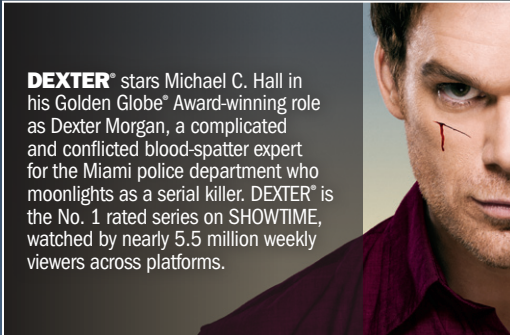 DEXTER® stars Michael C. Hall in
his Golden Globe® Award-winning role
as Dexter Morgan, a complicated
and conflicted blood-spatter expert
for the Miami police department who
moonlights as a serial killer. DEXTER® is
the No. 1 rated series on SHOWTIME,
watched by nearly 5.5 million weekly
viewers across platforms.